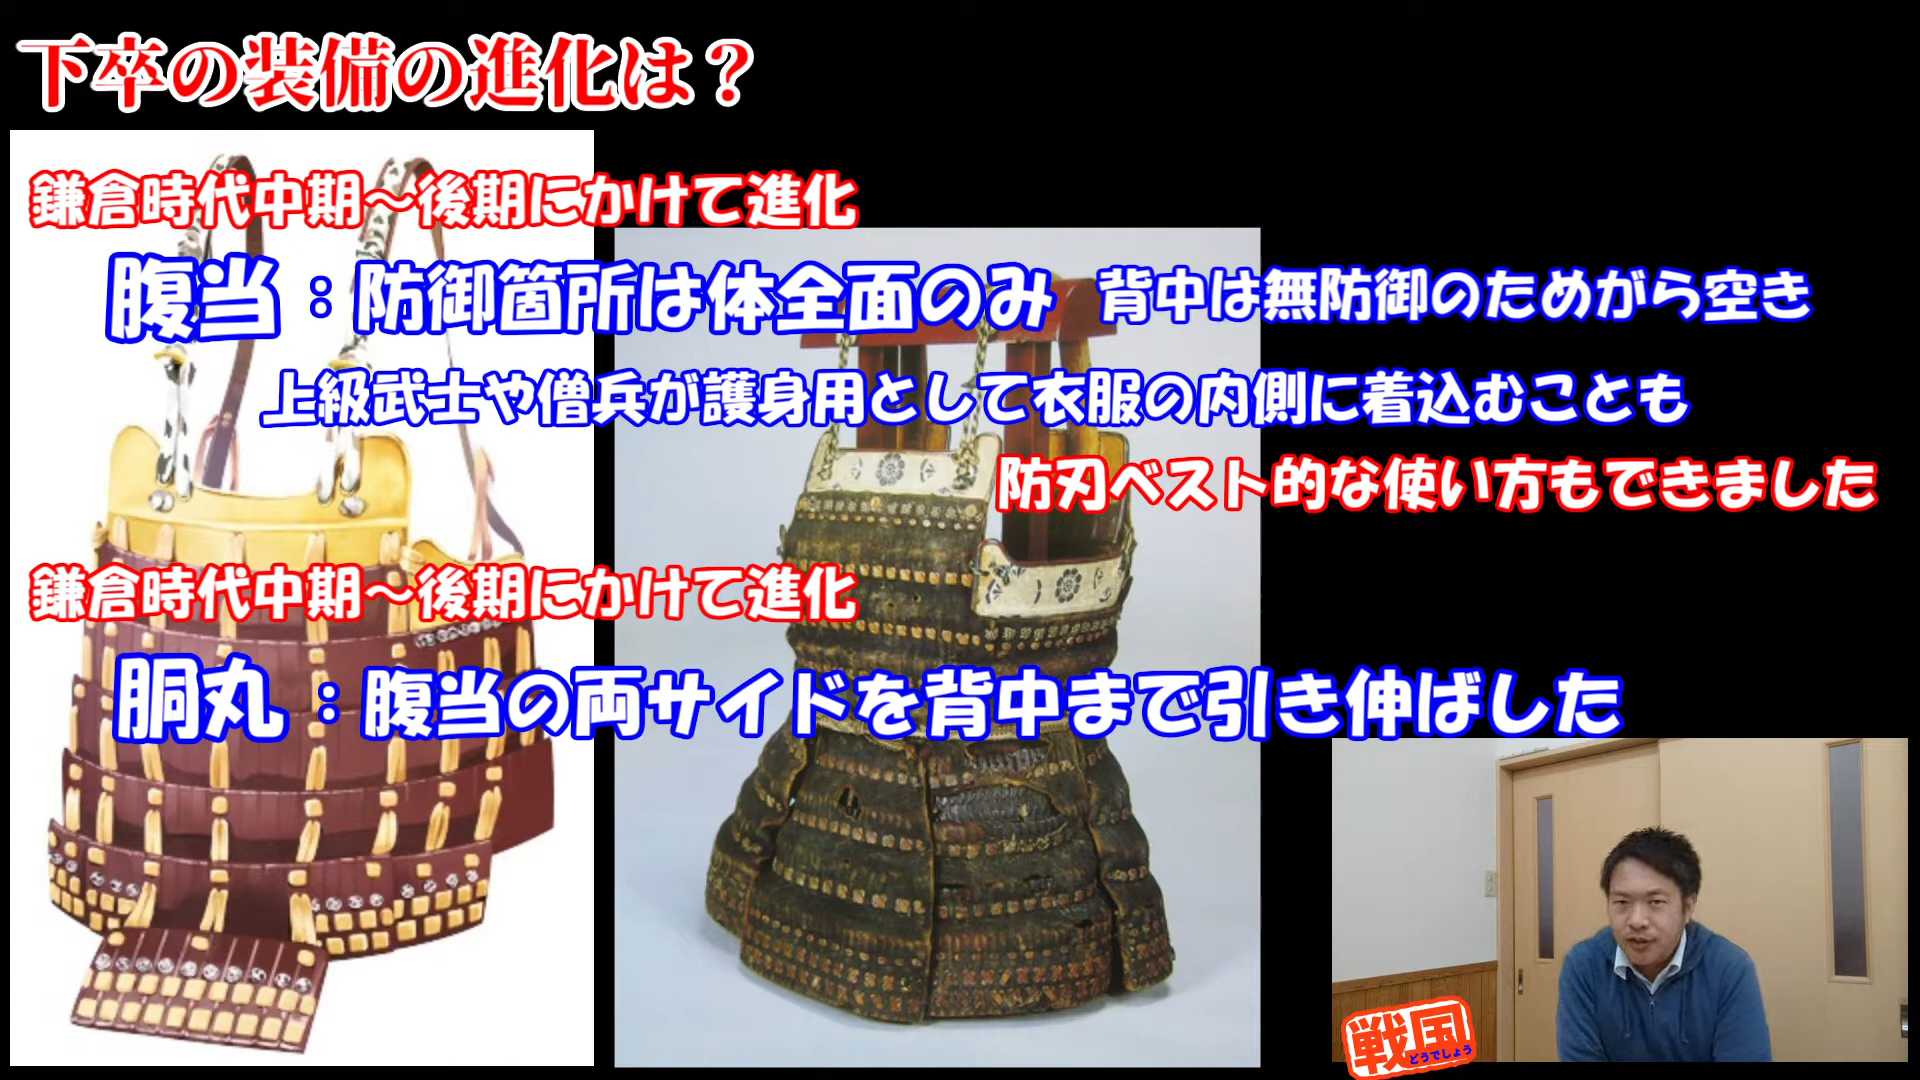 下卒の装備の進化は？
鎌倉時代中期～後期にかけて進化
腹当：防御箇所は体全面のみ 背中は無防御のためがら空き
上級武士や僧兵が護身用として衣服の内側に着込むことも
防刃ベスト的な使い方もできました
鎌倉時代中期～後期にかけて進化
胴丸：腹当の両サイドを背中まで引き伸ばした
戦国
どうでしょう